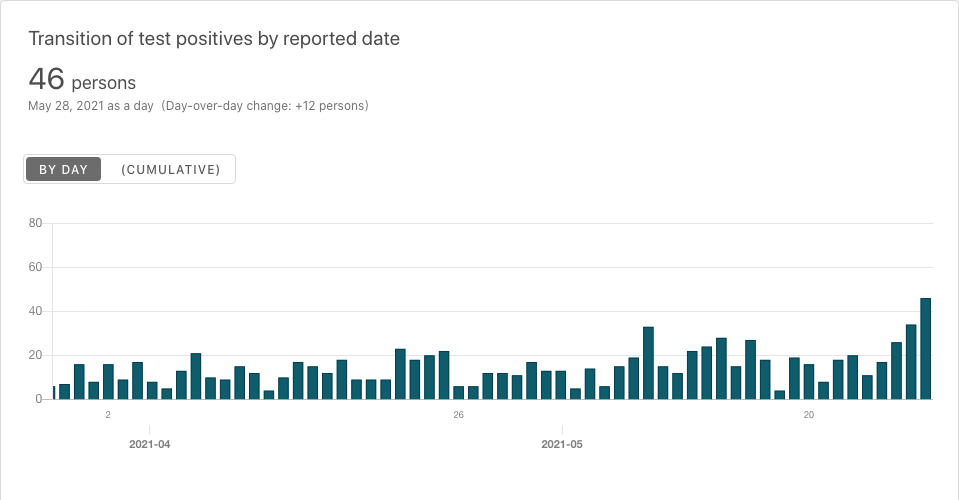 Transition of test positives by reported date
46 persons
May 28, 2021 as a day (Day-over-day change: +12 persons)
BY DAY (CUMULATIVE)
80
60
40
20
0
2 26 20
2021-04 2021-05